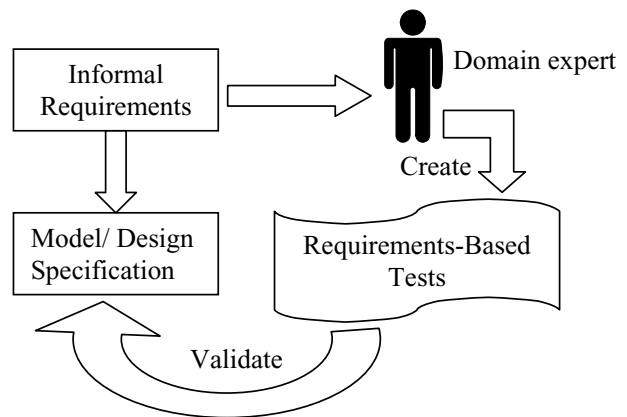 Informal
Requirements
Domain expert
Create
Model/ Design
Specification
Requirements-Based
Tests
Validate